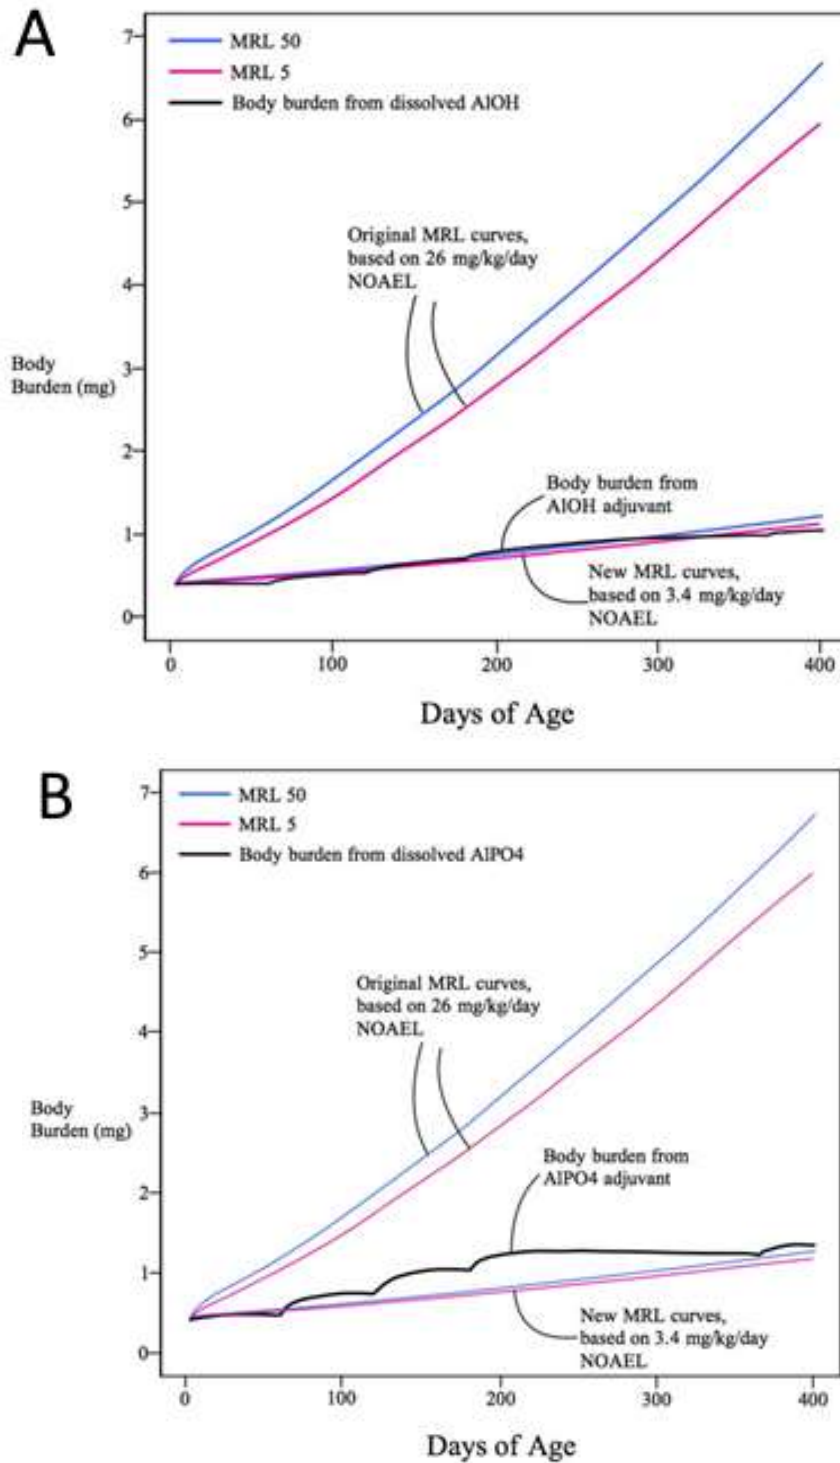 A
7
MRL 50
MRL 5
Body burden from dissolved AlOH
6
5
Original MRL curves,
based on 26 mg/kg/day
NOAEL
4
Body
Burden (mg)
3
2
Body burden from
AlOH adjuvant
1
New MRL curves,
based on 3.4 mg/kg/day
NOAEL
0
0
100
200
300
400
Days of Age
B
7
MRL 50
MRL 5
Body burden from dissolved AlPO4
6
5
Original MRL curves,
based on 26 mg/kg/day
NOAEL
4
Body
Burden (mg)
3
Body burden from
AlPO4 adjuvant
2
1
New MRL curves,
based on 3.4 mg/kg/day
NOAEL
0
0
100
200
300
400
Days of Age